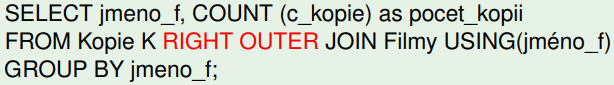 SELECT jmeno_f, COUNT (c_kopie) as pocet_kopii
FROM Kopie K RIGHT OUTER JOIN Filmy USING(jméno_f)
GROUP BY jmeno_f;